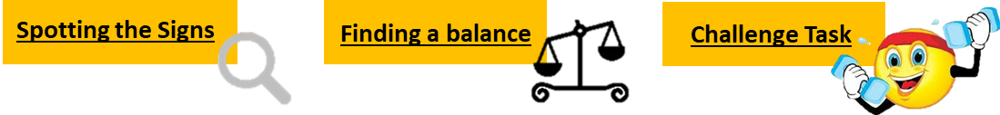 Spotting the Signs
Finding a balance
Challenge Task